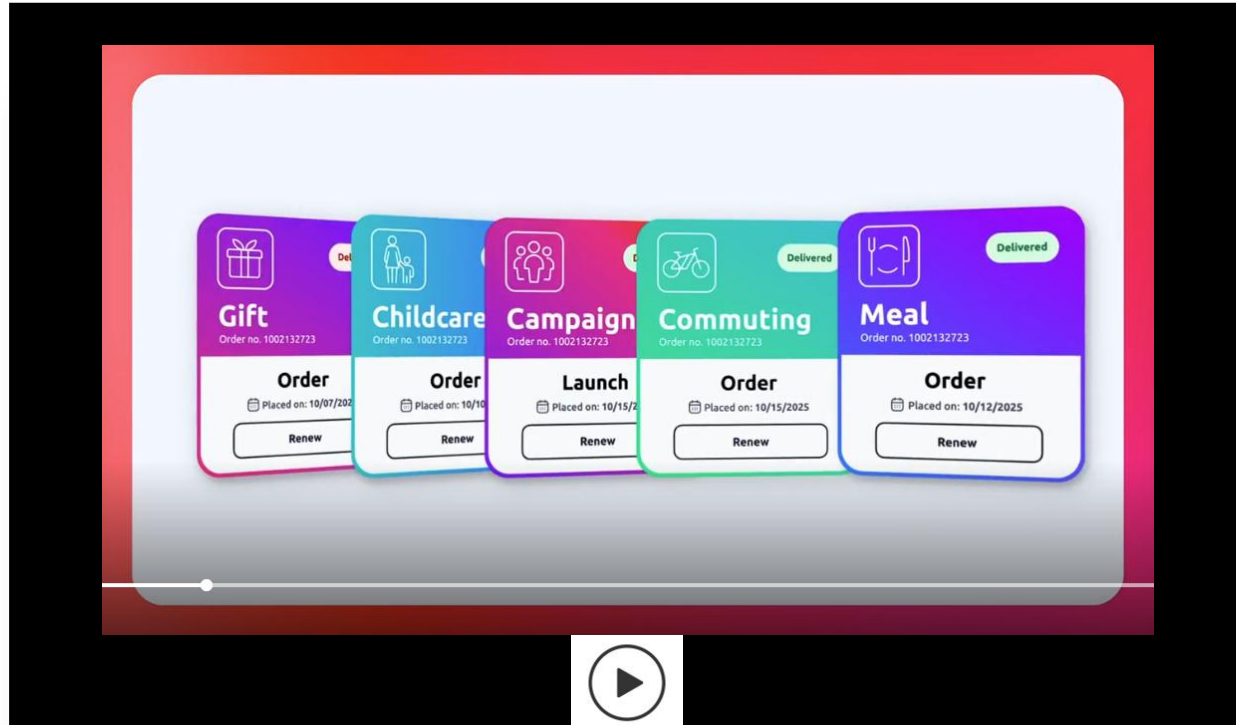 Gift
Order no. 1002132723
Order
Placed on: 10/07/202
Renew
Childcare
Order no. 1002132723
Order
Placed on: 10/10
Renew
Campaign
Order no. 1002132723
Launch
Placed on: 10/15/2
Renew
Delivered
Commuting
Order no. 1002132723
Order
Placed on: 10/15/2025
Renew
Delivered
Meal
Order no. 1002132723
Order
Placed on: 10/12/2025
Renew